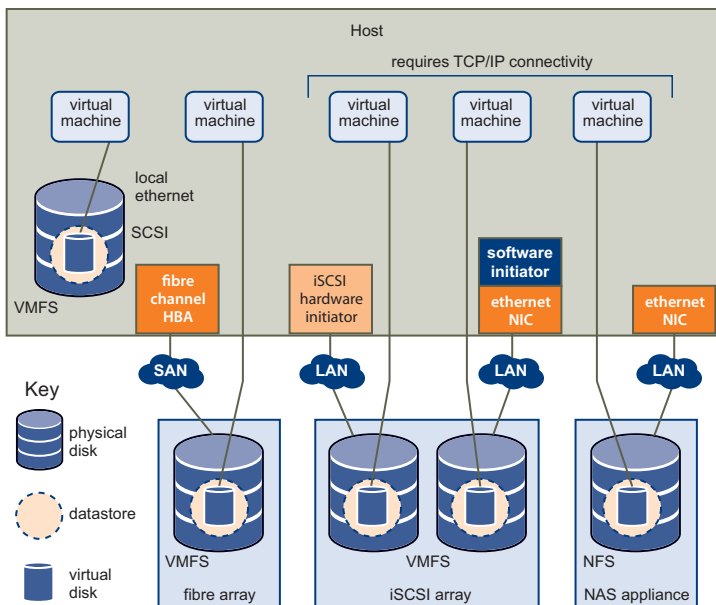 Host
requires TCP/IP connectivity
virtual
machine
virtual
machine
virtual
machine
virtual
machine
virtual
machine
local
ethernet
SCSI
VMFS
fibre
channel
HBA
iSCSI
hardware
initiator
software
initiator
ethernet
NIC
ethernet
NIC
SAN
LAN
LAN
LAN
Key
physical
disk
datastore
virtual
disk
VMFS
fibre array
VMFS
iSCSI array
NFS
NAS appliance